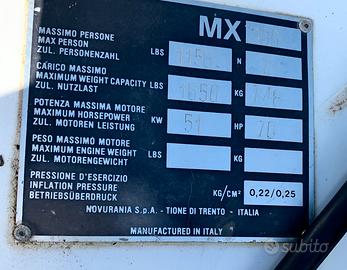 MX
MASSIMO PERSONE
MAX PERSON LBS N
ZUL. PERSONENZAHL
CARICO MASSIMO
MAXIMUM WEIGHT CAPACITY LBS 1650 KG
ZUL. NUTZLAST
POTENZA MASSIMA MOTORE
MAXIMUM HORSEPOWER KW 51 HP 70
ZUL. MOTOREN LEISTUNG
PESO MASSIMO MOTORE
MAXIMUM ENGINE WEIGHT LBS KG
ZUL. MOTORENGEWICHT
PRESSIONE D'ESERCIZIO
INFLATION PRESSURE KG/CM² 0,22/0,25
BETRIEBSÜBERDRUCK
NOVURANIA S.p.A. - TIONE DI TRENTO - ITALIA
MANUFACTURED IN ITALY
subito